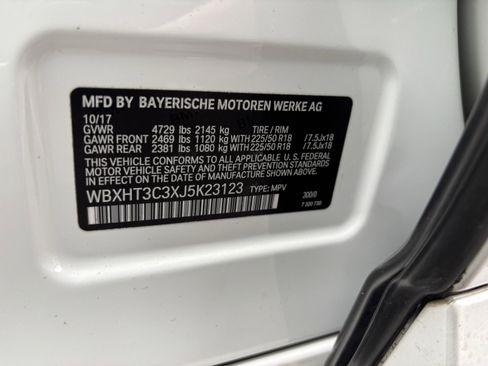 MFD BY BAYERISCHE MOTOREN WERKE AG
10/17
GVWR 4729 lbs 2145 kg TIRE / RIM
GAWR FRONT 2469 lbs 1120 kg WITH 225/50 R18 /7.5Jx18
GAWR REAR 2381 lbs 1080 kg WITH 225/50 R18 /7.5Jx18
THIS VEHICLE CONFORMS TO ALL APPLICABLE U. S. FEDERAL
MOTOR VEHICLE SAFETY AND THEFT PREVENTION STANDARDS
IN EFFECT ON THE DATE OF MANUFACTURE SHOWN ABOVE.
WBXHT3C3XJ5K23123 TYPE: MPV 300/0